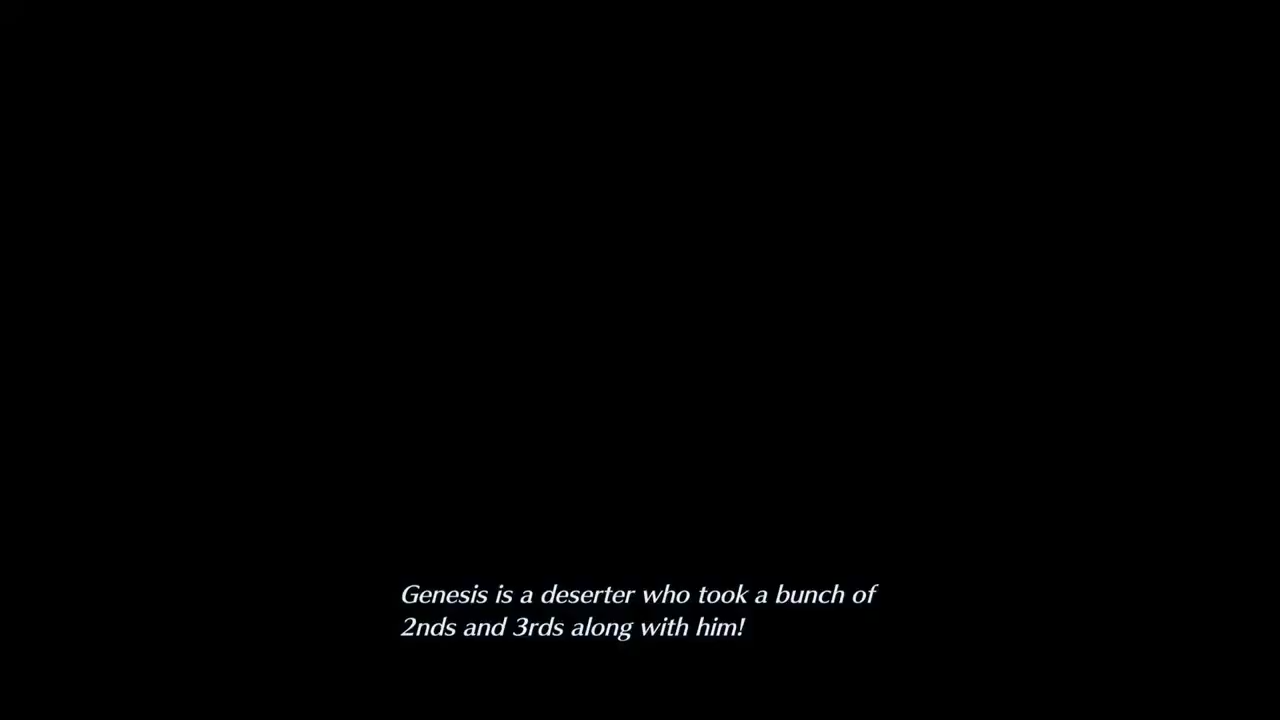 Genesis is a deserter who took a bunch of
2nds and 3rds along with him!